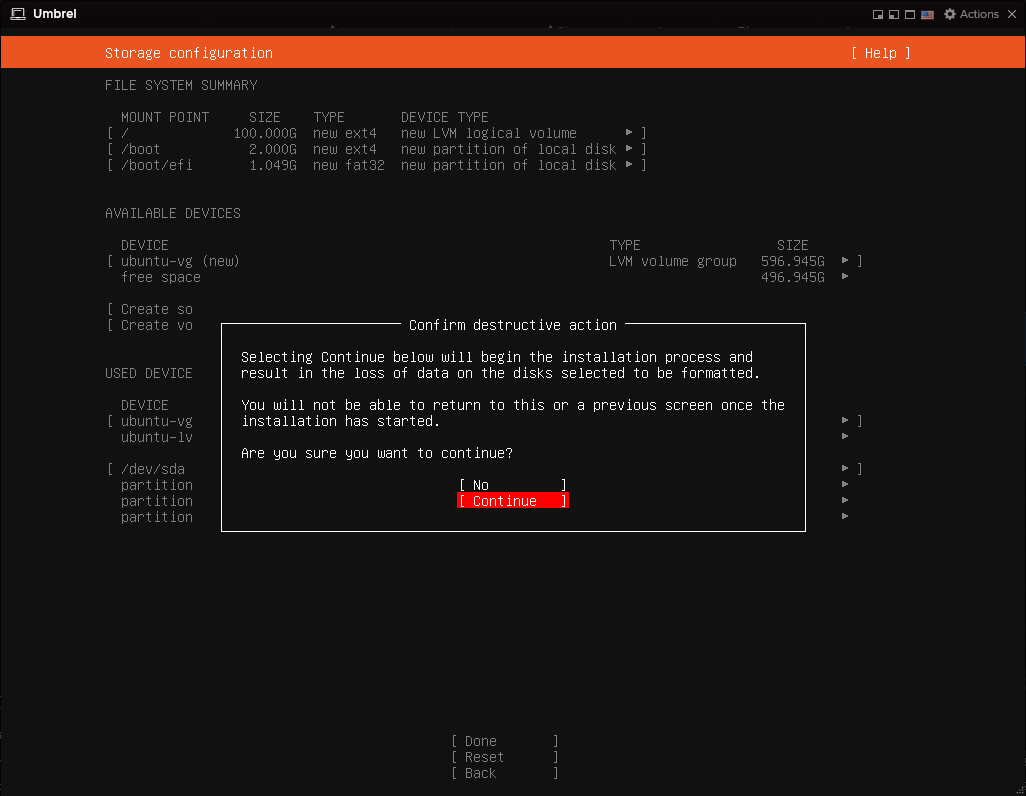 Umbrel
Actions
Storage configuration [ Help ]
FILE SYSTEM SUMMARY
MOUNT POINT SIZE TYPE DEVICE TYPE
[ / 100.000G new ext4 new LVM logical volume ▸ ]
[ /boot 2.000G new ext4 new partition of local disk ▸ ]
[ /boot/efi 1.049G new fat32 new partition of local disk ▸ ]
AVAILABLE DEVICES
DEVICE TYPE SIZE
[ ubuntu-vg (new) LVM volume group 596.945G ▸ ]
free space 496.945G ▸
[ Create so
[ Create vo
Confirm destructive action
Selecting Continue below will begin the installation process and
result in the loss of data on the disks selected to be formatted.
You will not be able to return to this or a previous screen once the
installation has started.
Are you sure you want to continue?
[ No ]
[ Continue ]
USED DEVICE
DEVICE
[ ubuntu-vg ▸ ]
ubuntu-lv ▸
[ /dev/sda ▸ ]
partition ▸
partition ▸
partition ▸
[ Done ]
[ Reset ]
[ Back ]